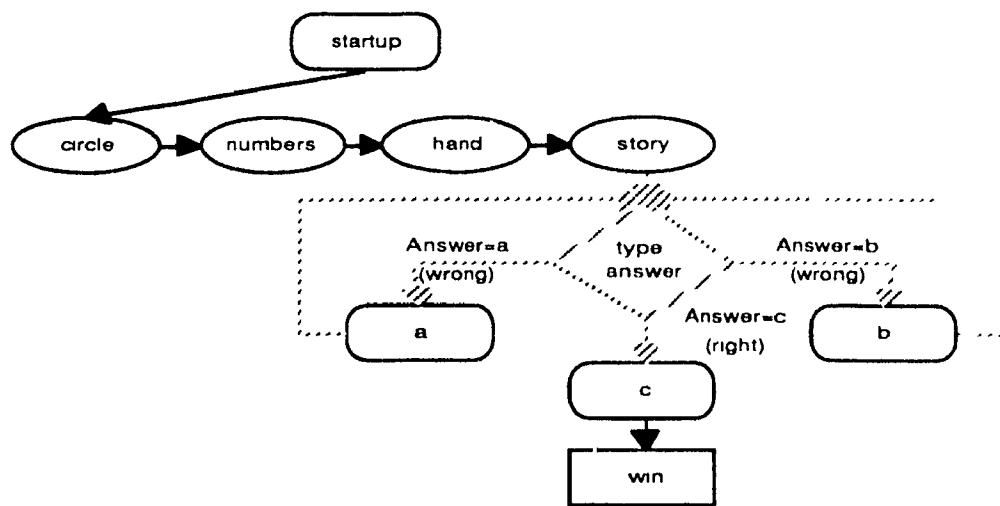 startup
circle
numbers
hand
story
Answer=a
(wrong)
type
answer
Answer=b
(wrong)
a
Answer=c
(right)
b
c
win